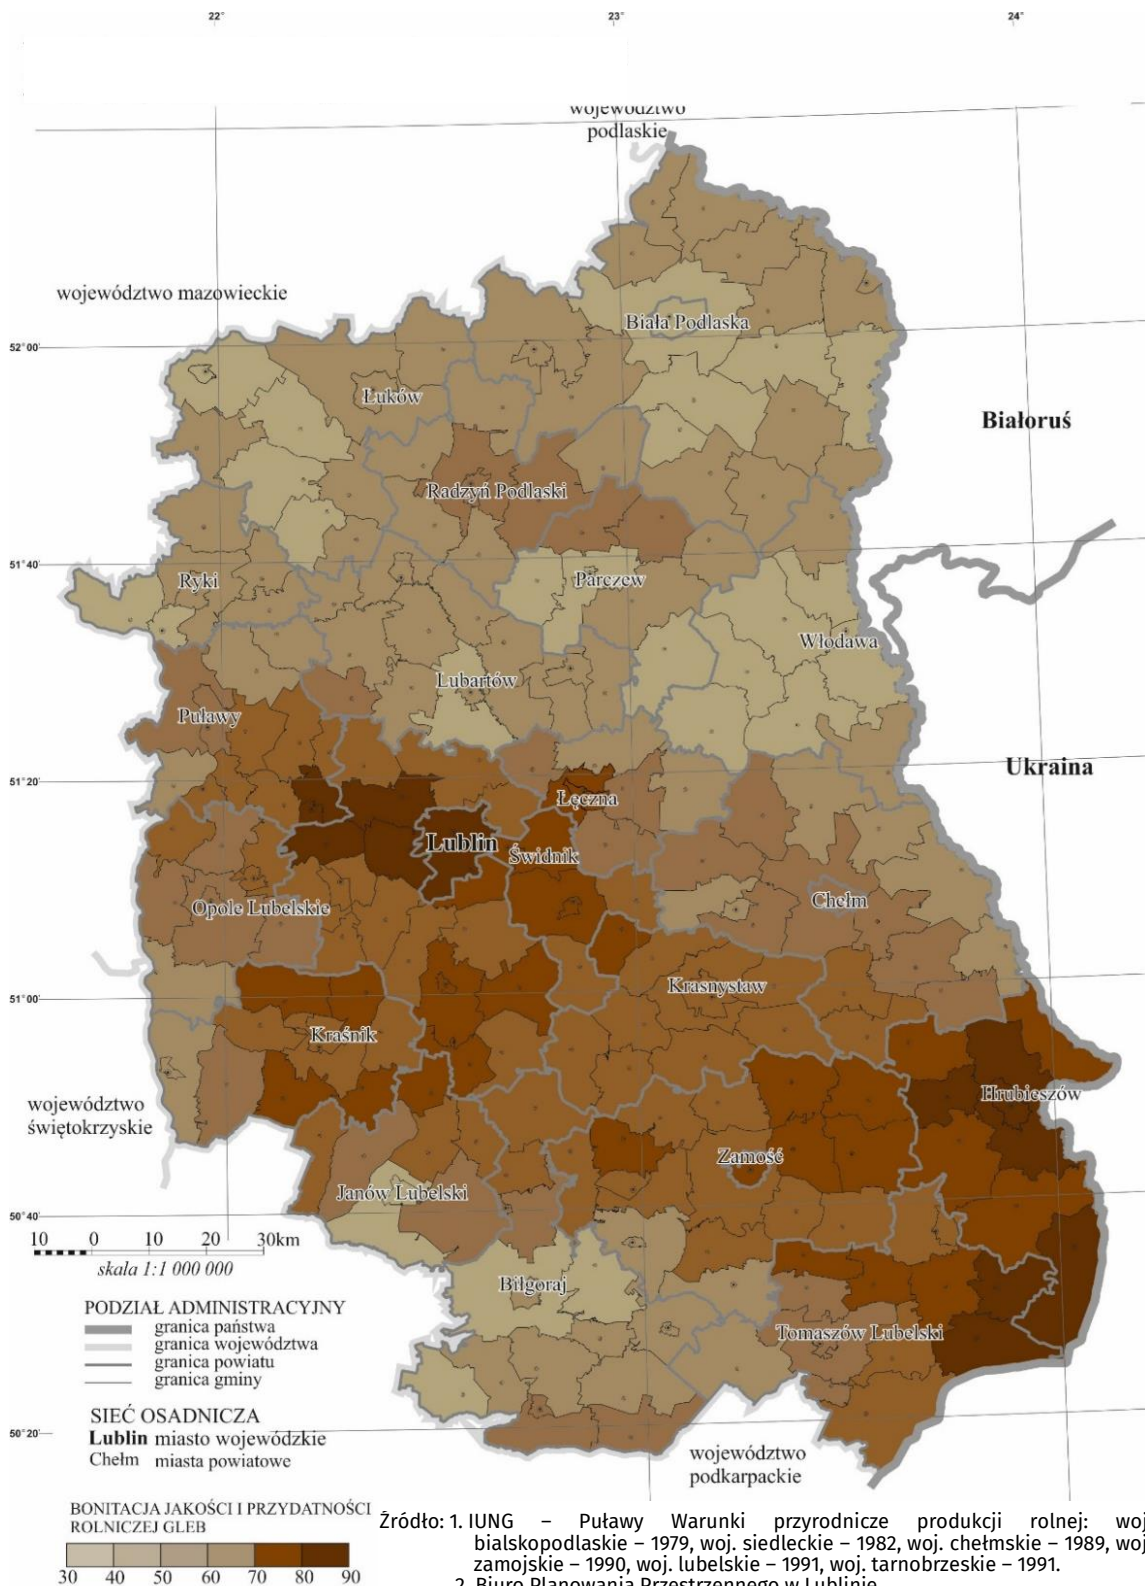 22°
23°
24°
województwo
podlaskie
województwo mazowieckie
Biała Podlaska
52° 00'
Łuków
Białoruś
Radzyń Podlaski
51° 40'
Ryki
Parczew
Włodawa
Lubartów
Puławy
Ukraina
51° 20'
Łęczna
Lublin
Świdnik
Chełm
Opole Lubelskie
51° 00'
Krasnystaw
Kraśnik
Hrubieszów
województwo
świętokrzyskie
Zamość
Janów Lubelski
50° 40'
10 0 10 20 30km
skala 1:1 000 000
Biłgoraj
PODZIAŁ ADMINISTRACYJNY
granica państwa
granica województwa
granica powiatu
granica gminy
Tomaszów Lubelski
SIEĆ OSADNICZA
Lublin miasto wojewódzkie
Chełm miasta powiatowe
50° 20'
województwo
podkarpackie
BONITACJA JAKOŚCI I PRZYDATNOŚCI
ROLNICZEJ GLEB
30 40 50 60 70 80 90
Źródło: 1. IUNG – Puławy Warunki przyrodnicze produkcji rolnej: woj
bialskopodlaskie – 1979, woj. siedleckie – 1982, woj. chełmskie – 1989, woj
zamojskie – 1990, woj. lubelskie – 1991, woj. tarnobrzeskie – 1991.
2. Biuro Planowania Przestrzennego w Lublinie